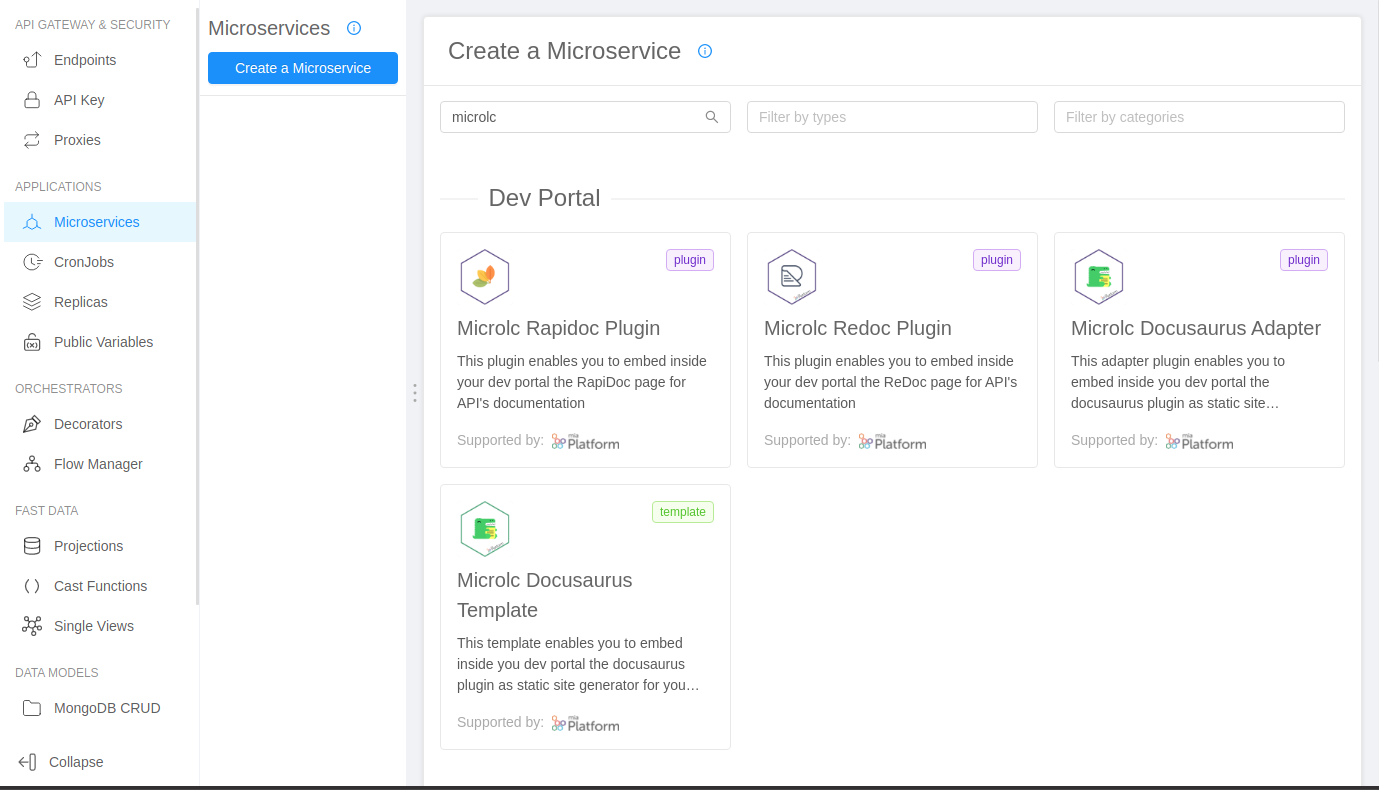 API GATEWAY & SECURITY
Endpoints
API Key
Proxies
APPLICATIONS
Microservices
CronJobs
Replicas
Public Variables
ORCHESTRATORS
Decorators
Flow Manager
FAST DATA
Projections
Cast Functions
Single Views
DATA MODELS
MongoDB CRUD
Collapse
Microservices
Create a Microservice
Create a Microservice
microlc
Filter by types
Filter by categories
Dev Portal
plugin
Microlc Rapidoc Plugin
This plugin enables you to embed inside
your dev portal the RapiDoc page for
API's documentation
Supported by: mia Platform
plugin
Microlc Redoc Plugin
This plugin enables you to embed inside
your dev portal the ReDoc page for API's
documentation
Supported by: mia Platform
plugin
Microlc Docusaurus Adapter
This adapter plugin enables you to
embed inside you dev portal the
docusaurus plugin as static site…
Supported by: mia Platform
template
Microlc Docusaurus
Template
This template enables you to embed
inside you dev portal the docusaurus
plugin as static site generator for you…
Supported by: mia Platform